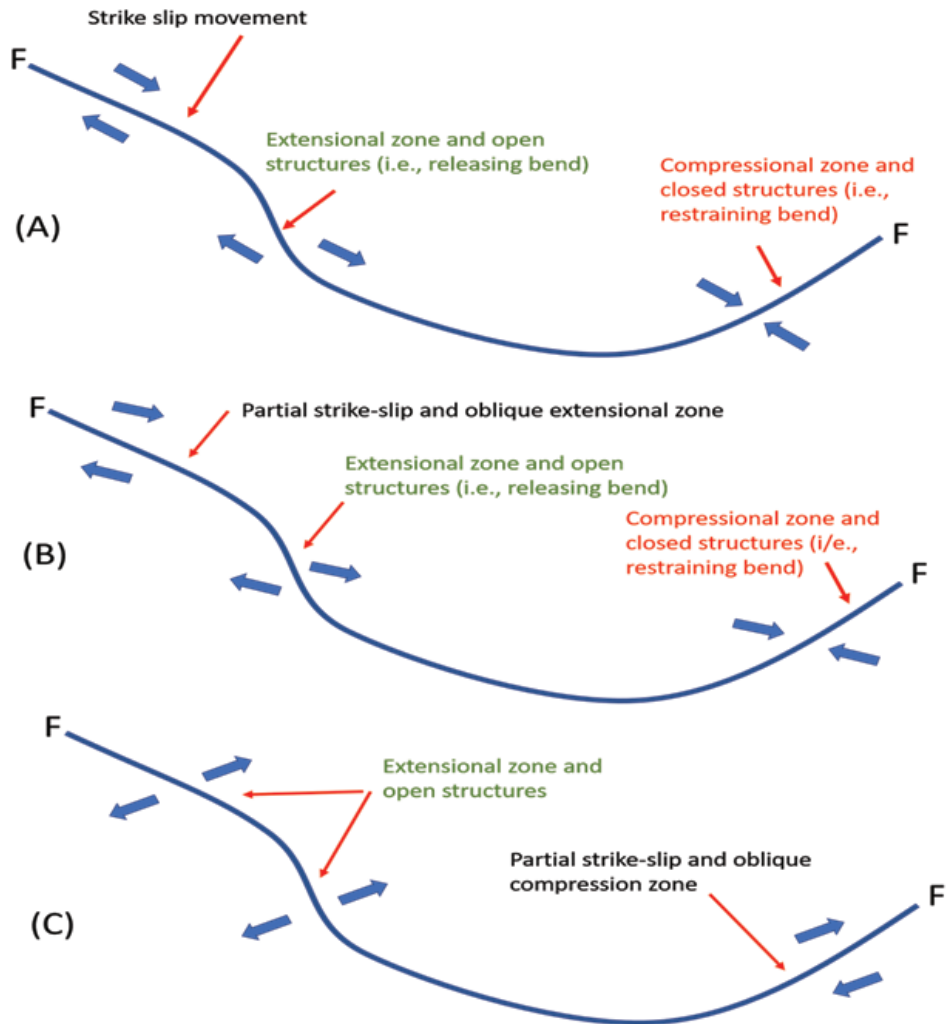 Strike slip movement
F
Extensional zone and open
structures (i.e., releasing bend)
Compressional zone and
closed structures (i.e.,
restraining bend)
(A)
F
F
Partial strike-slip and oblique extensional zone
Extensional zone and open
structures (i.e., releasing bend)
Compressional zone and
closed structures (i/e.,
restraining bend)
(B)
F
F
Extensional zone and
open structures
Partial strike-slip and oblique
compression zone
F
(C)